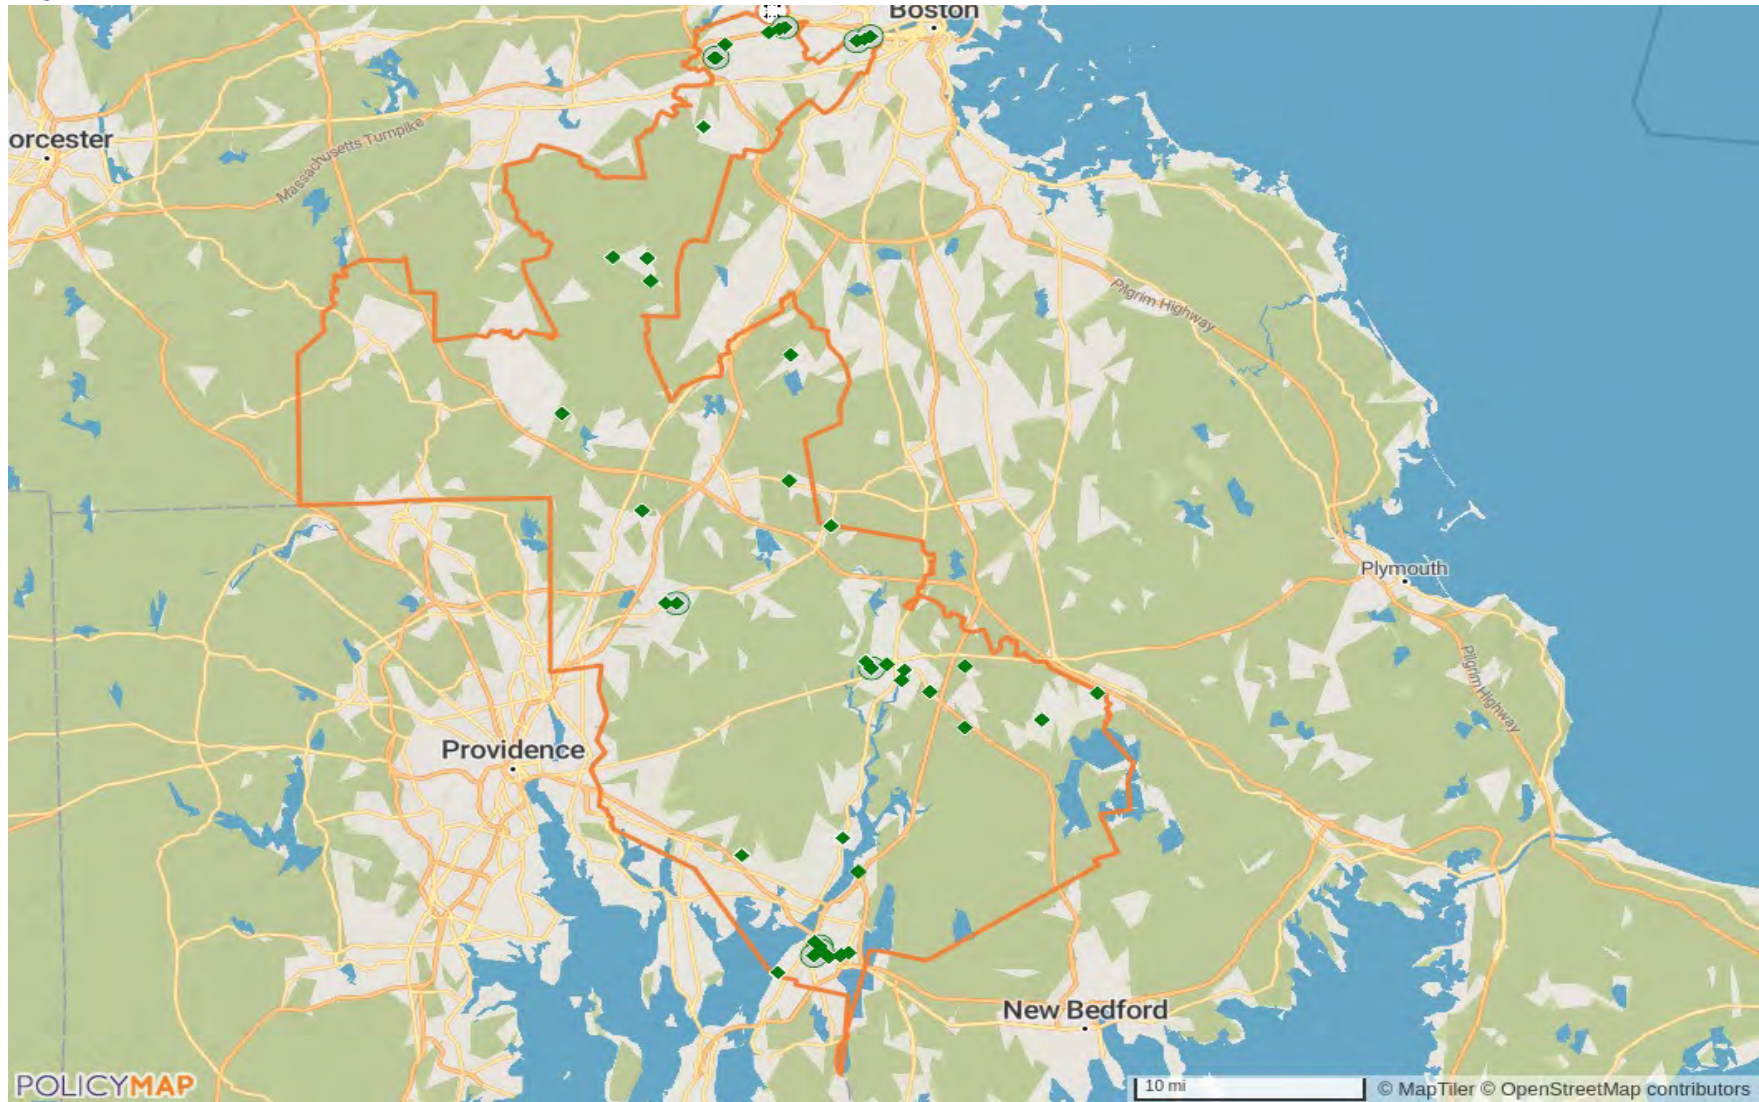 Boston
orcester
Massachusetts Turnpike
Pilgrim Highway
Plymouth
Pilgrim Highway
Providence
New Bedford
POLICYMAP
10 mi
© MapTiler © OpenStreetMap contributors